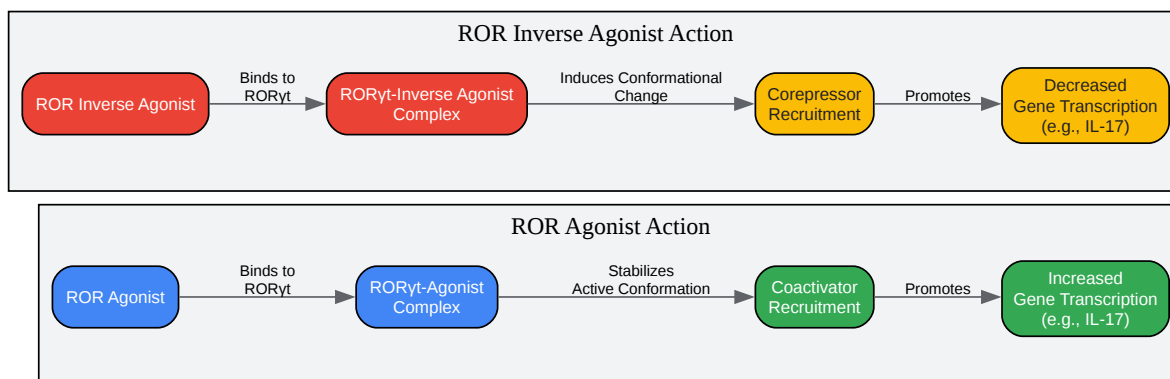 ROR Inverse Agonist Action
ROR Inverse Agonist
Binds to
RORγt
RORγt-Inverse Agonist
Complex
Induces Conformational
Change
Corepressor
Recruitment
Promotes
Decreased
Gene Transcription
(e.g., IL-17)
ROR Agonist Action
ROR Agonist
Binds to
RORγt
RORγt-Agonist
Complex
Stabilizes
Active Conformation
Coactivator
Recruitment
Promotes
Increased
Gene Transcription
(e.g., IL-17)